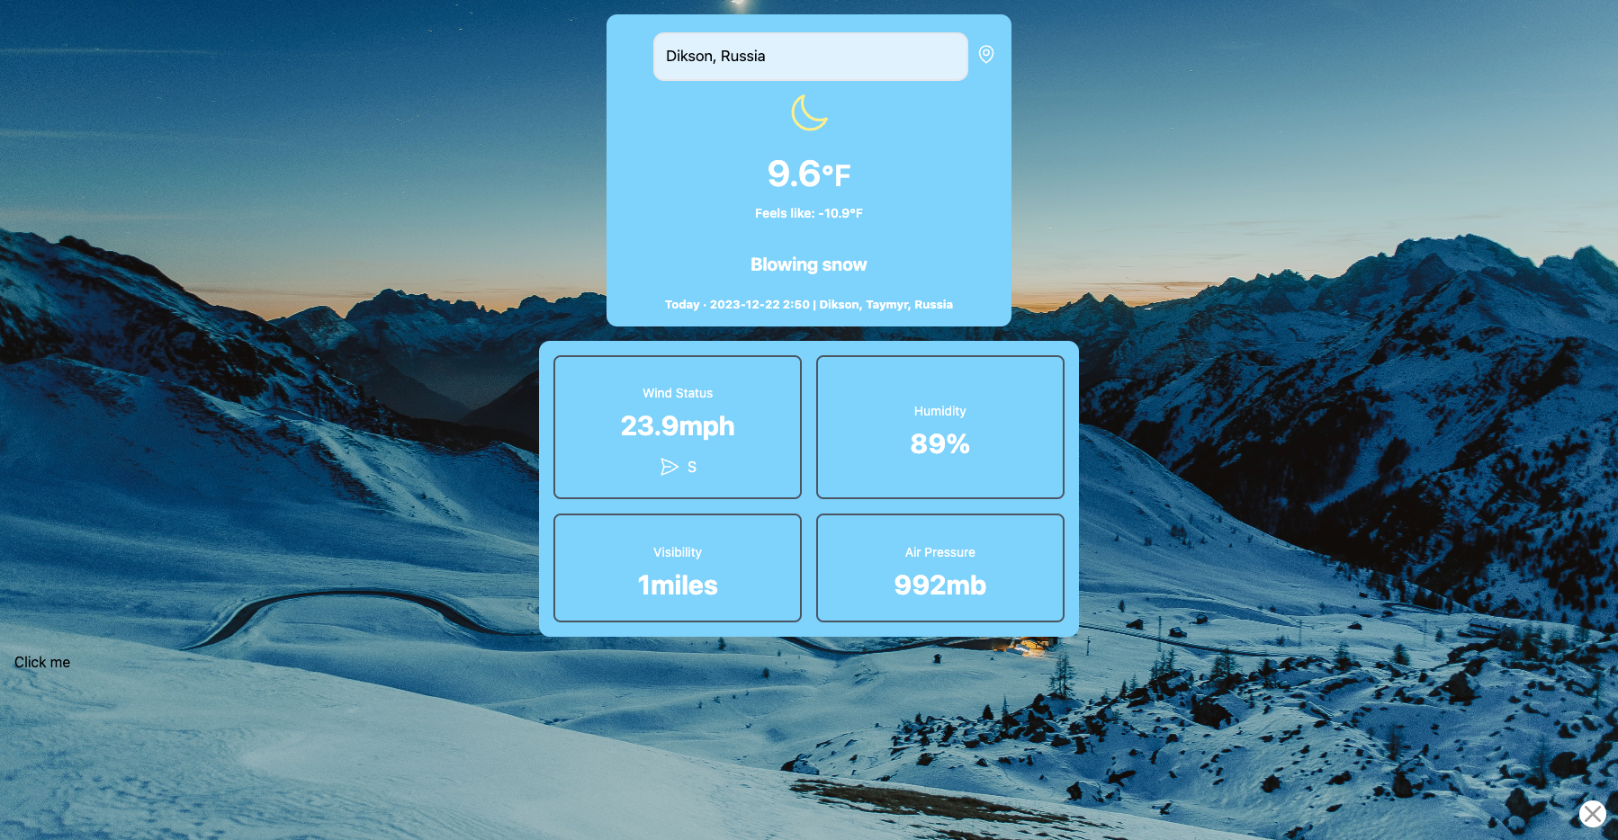 Dikson, Russia
9.6°F
Feels like: -10.9°F
Blowing snow
Today · 2023-12-22 2:50 | Dikson, Taymyr, Russia
Wind Status
23.9mph
S
Humidity
89%
Visibility
1miles
Air Pressure
992mb
Click me